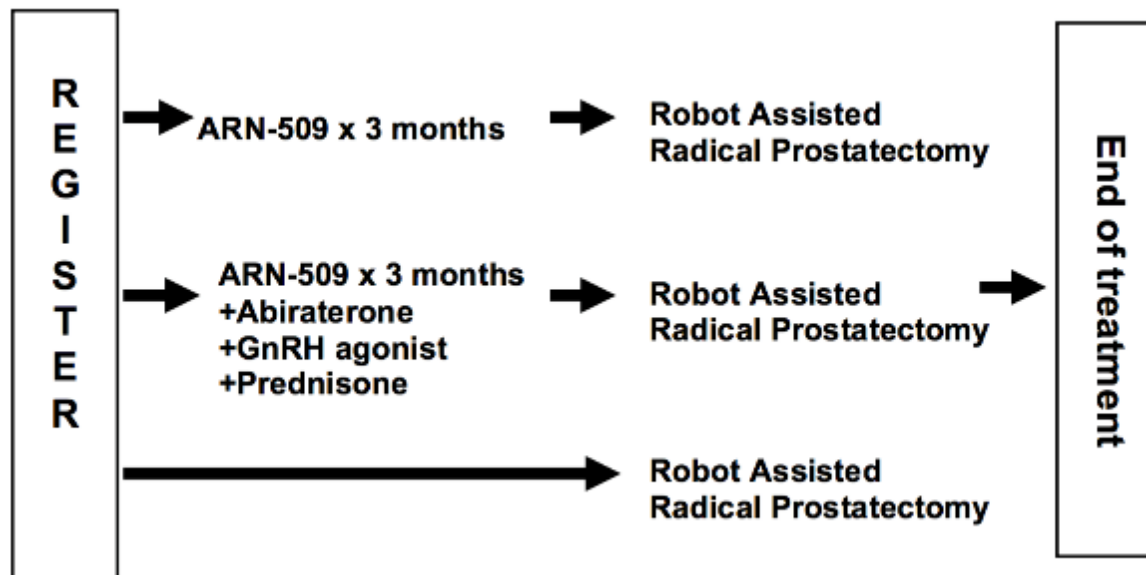 REGISTER
ARN-509 x 3 months
Robot Assisted
Radical Prostatectomy
ARN-509 x 3 months
+Abiraterone
+GnRH agonist
+Prednisone
Robot Assisted
Radical Prostatectomy
Robot Assisted
Radical Prostatectomy
End of treatment